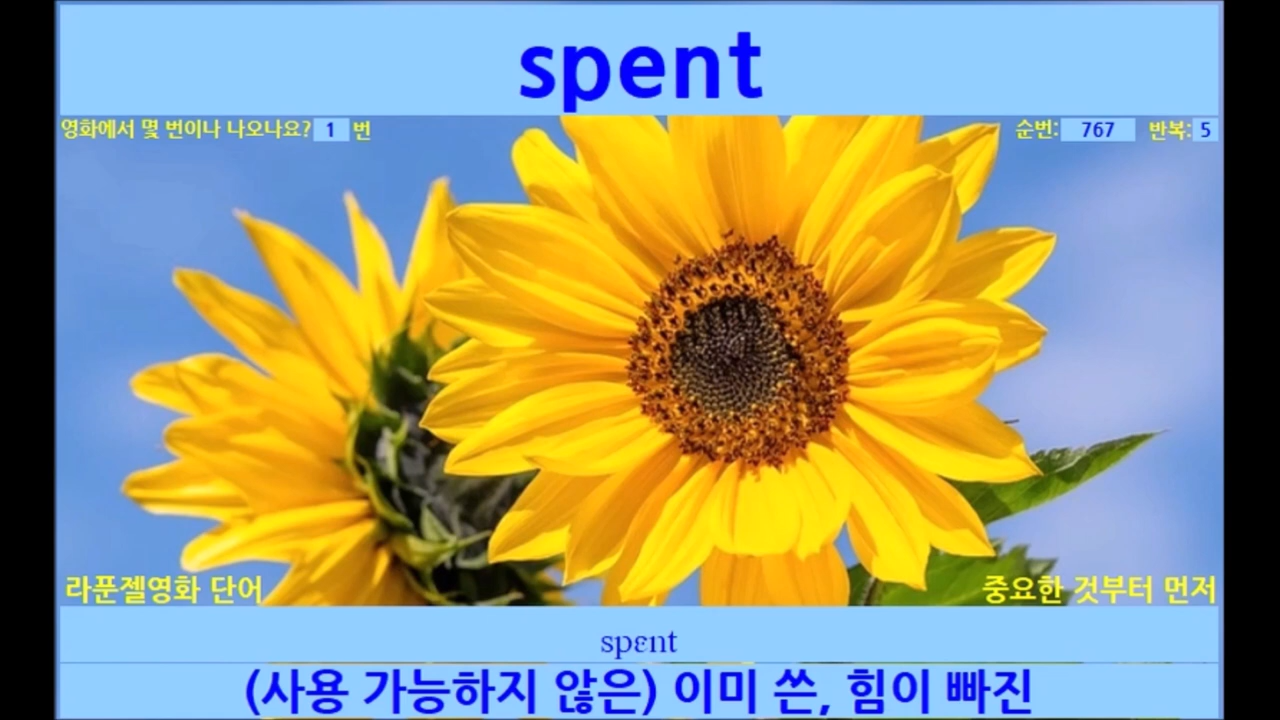 spent
영화에서 몇 번이나 나오나요? 1 번
순번: 767 반복: 5
라푼젤영화 단어
중요한 것부터 먼저
spɛnt
(사용 가능하지 않은) 이미 쓴, 힘이 빠진